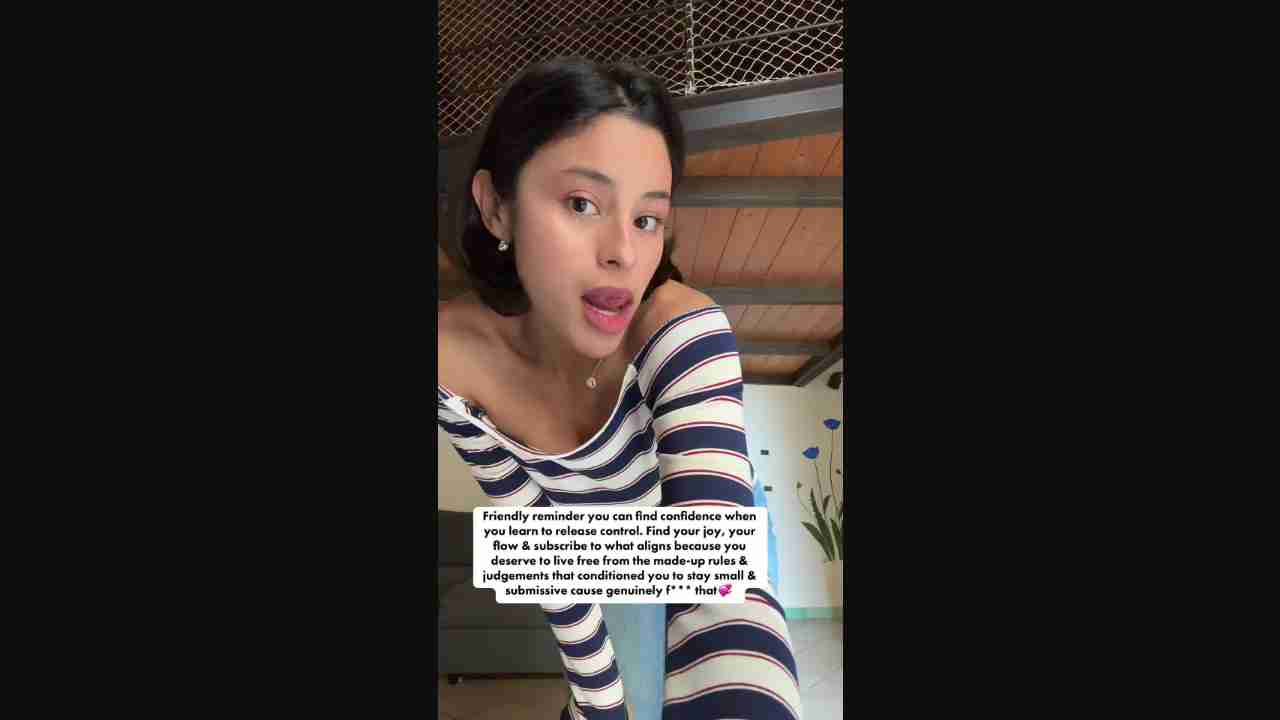 Friendly reminder you can find confidence when
you learn to release control. Find your joy, your
flow & subscribe to what aligns because you
deserve to live free from the made-up rules &
judgements that conditioned you to stay small &
submissive cause genuinely f*** that💞